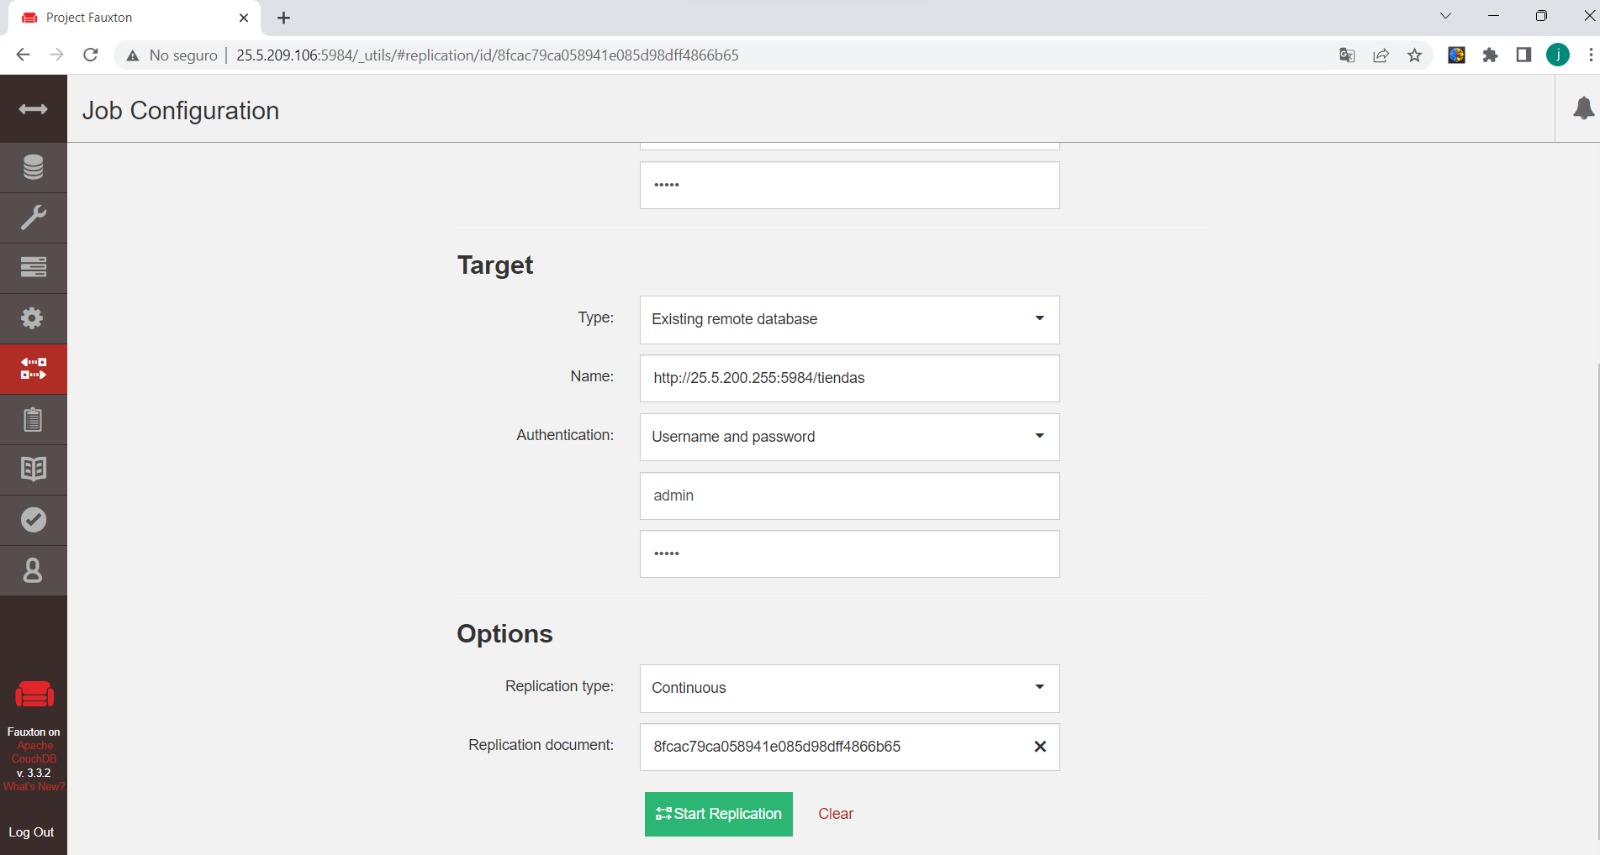 Project Fauxton
No seguro | 25.5.209.106:5984/_utils/#replication/id/8fcac79ca058941e085d98dff4866b65
j
Job Configuration
•••••
Target
Type: Existing remote database
Name: http://25.5.200.255:5984/tiendas
Authentication: Username and password
admin
•••••
Options
Replication type: Continuous
Replication document: 8fcac79ca058941e085d98dff4866b65
Start Replication Clear
Fauxton on
Apache
CouchDB
v. 3.3.2
What's New?
Log Out